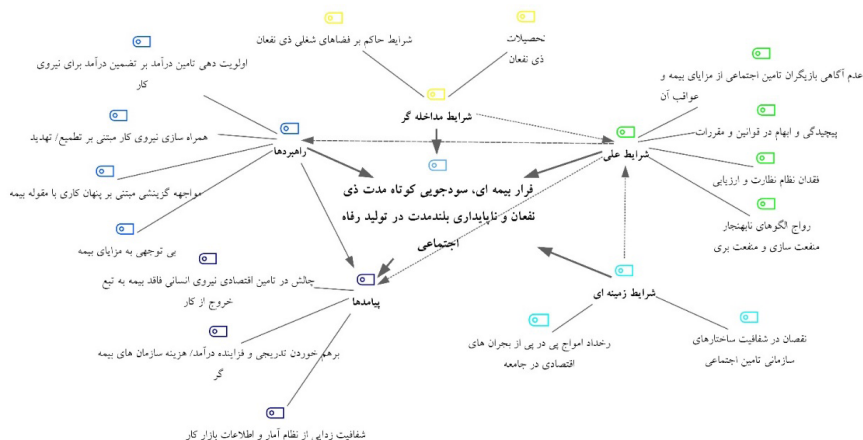 تحصیلات
ذی نفعان
شرایط حاکم بر فضاهای شغلی ذی نفعان
شرایط مداخله گر
عدم آگاهی بازیگران تامین اجتماعی از مزایای بیمه و
عواقب آن
پیچیدگی و ابهام در قوانین و مقررات
شرایط علی
فقدان نظام نظارت و ارزیابی
رواج الگوهای نابهنجار
منفعت سازی و منفعت بری
اولویت دهی تامین درآمد بر تضمین درآمد برای نیروی
کار
همراه سازی نیروی کار مبتنی بر تطمیع/ تهدید
راهبردها
مواجهه گزینشی مبتنی بر پنهان کاری با مقوله بیمه
بی توجهی به مزایای بیمه
فرار بیمه ای، سودجویی کوتاه مدت ذی
نفعان و ناپایداری بلندمدت در تولید رفاه
اجتماعی
شرایط زمینه ای
نقصان در شفافیت ساختارهای
سازمانی تامین اجتماعی
رخداد امواج پی در پی از بحران های
اقتصادی در جامعه
چالش در تامین اقتصادی نیروی انسانی فاقد بیمه به تبع
خروج از کار
پیامدها
برهم خوردن تدریجی و فزاینده درآمد/ هزینه سازمان های بیمه
گر
شفافیت زدایی از نظام آمار و اطلاعات بازار کار